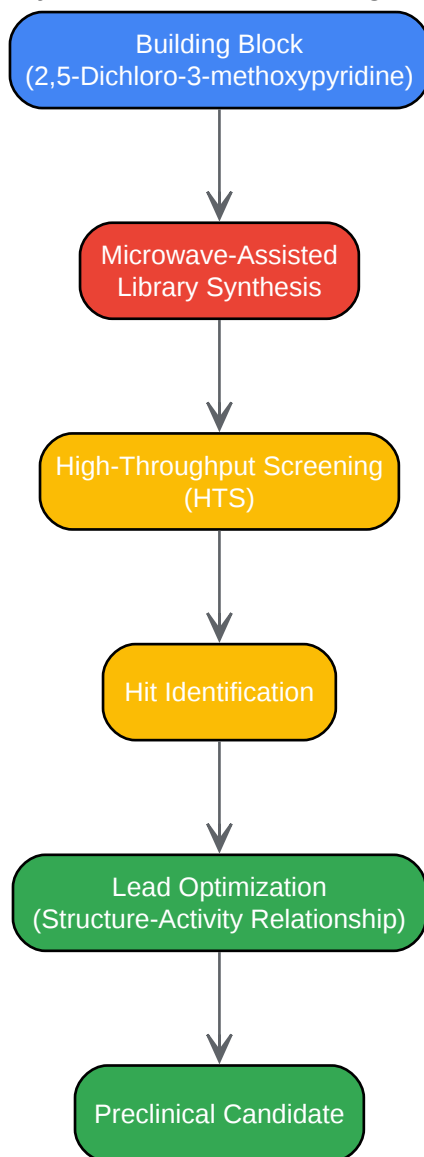 Building Block
(2,5-Dichloro-3-methoxypyridine)
Microwave-Assisted
Library Synthesis
High-Throughput Screening
(HTS)
Hit Identification
Lead Optimization
(Structure-Activity Relationship)
Preclinical Candidate